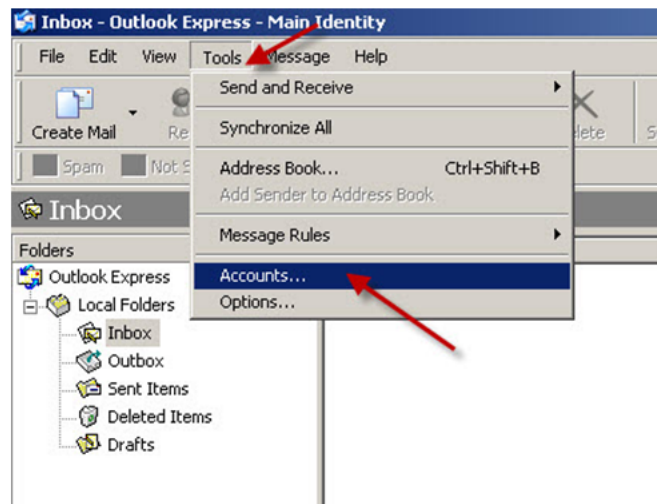 Inbox - Outlook Express - Main Identity
File Edit View Tools Message Help
Send and Receive
Create Mail
Synchronize All
Spam Not
Address Book... Ctrl+Shift+B
Add Sender to Address Book
Inbox
Message Rules
Folders
Accounts...
Outlook Express
Options...
Local Folders
Inbox
Outbox
Sent Items
Deleted Items
Drafts